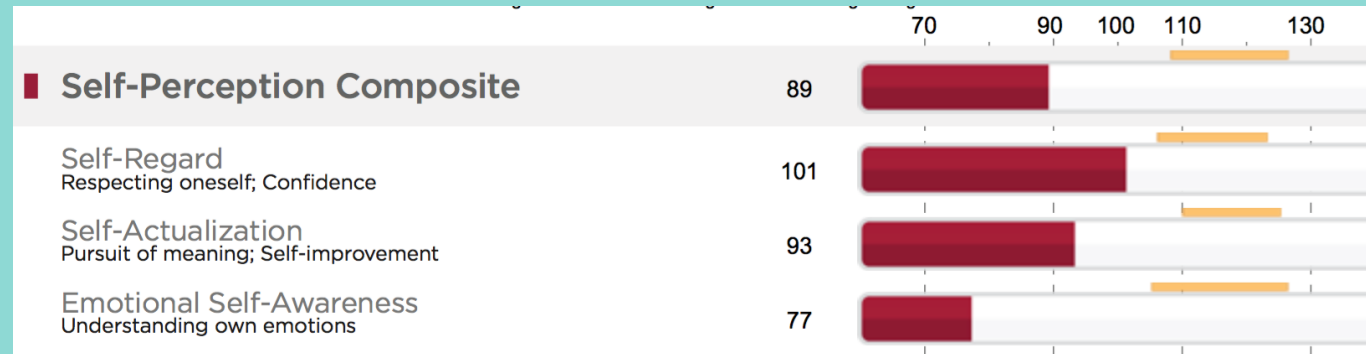 70 90 100 110 130
Self-Perception Composite 89
Self-Regard
Respecting oneself; Confidence
101
Self-Actualization
Pursuit of meaning; Self-improvement
93
Emotional Self-Awareness
Understanding own emotions
77